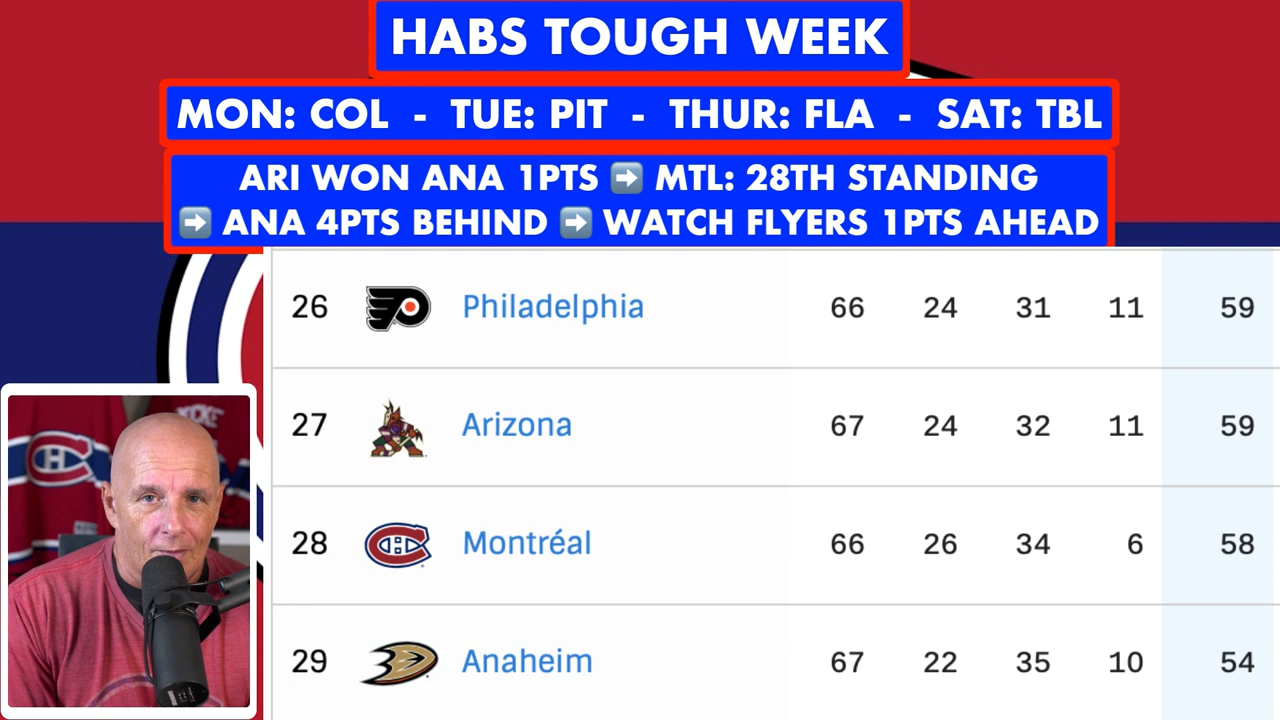 HABS TOUGH WEEK
MON: COL - TUE: PIT - THUR: FLA - SAT: TBL
ARI WON ANA 1PTS ➡️ MTL: 28TH STANDING
➡️ ANA 4PTS BEHIND ➡️ WATCH FLYERS 1PTS AHEAD
26 Philadelphia 66 24 31 11 59
27 Arizona 67 24 32 11 59
28 Montréal 66 26 34 6 58
29 Anaheim 67 22 35 10 54